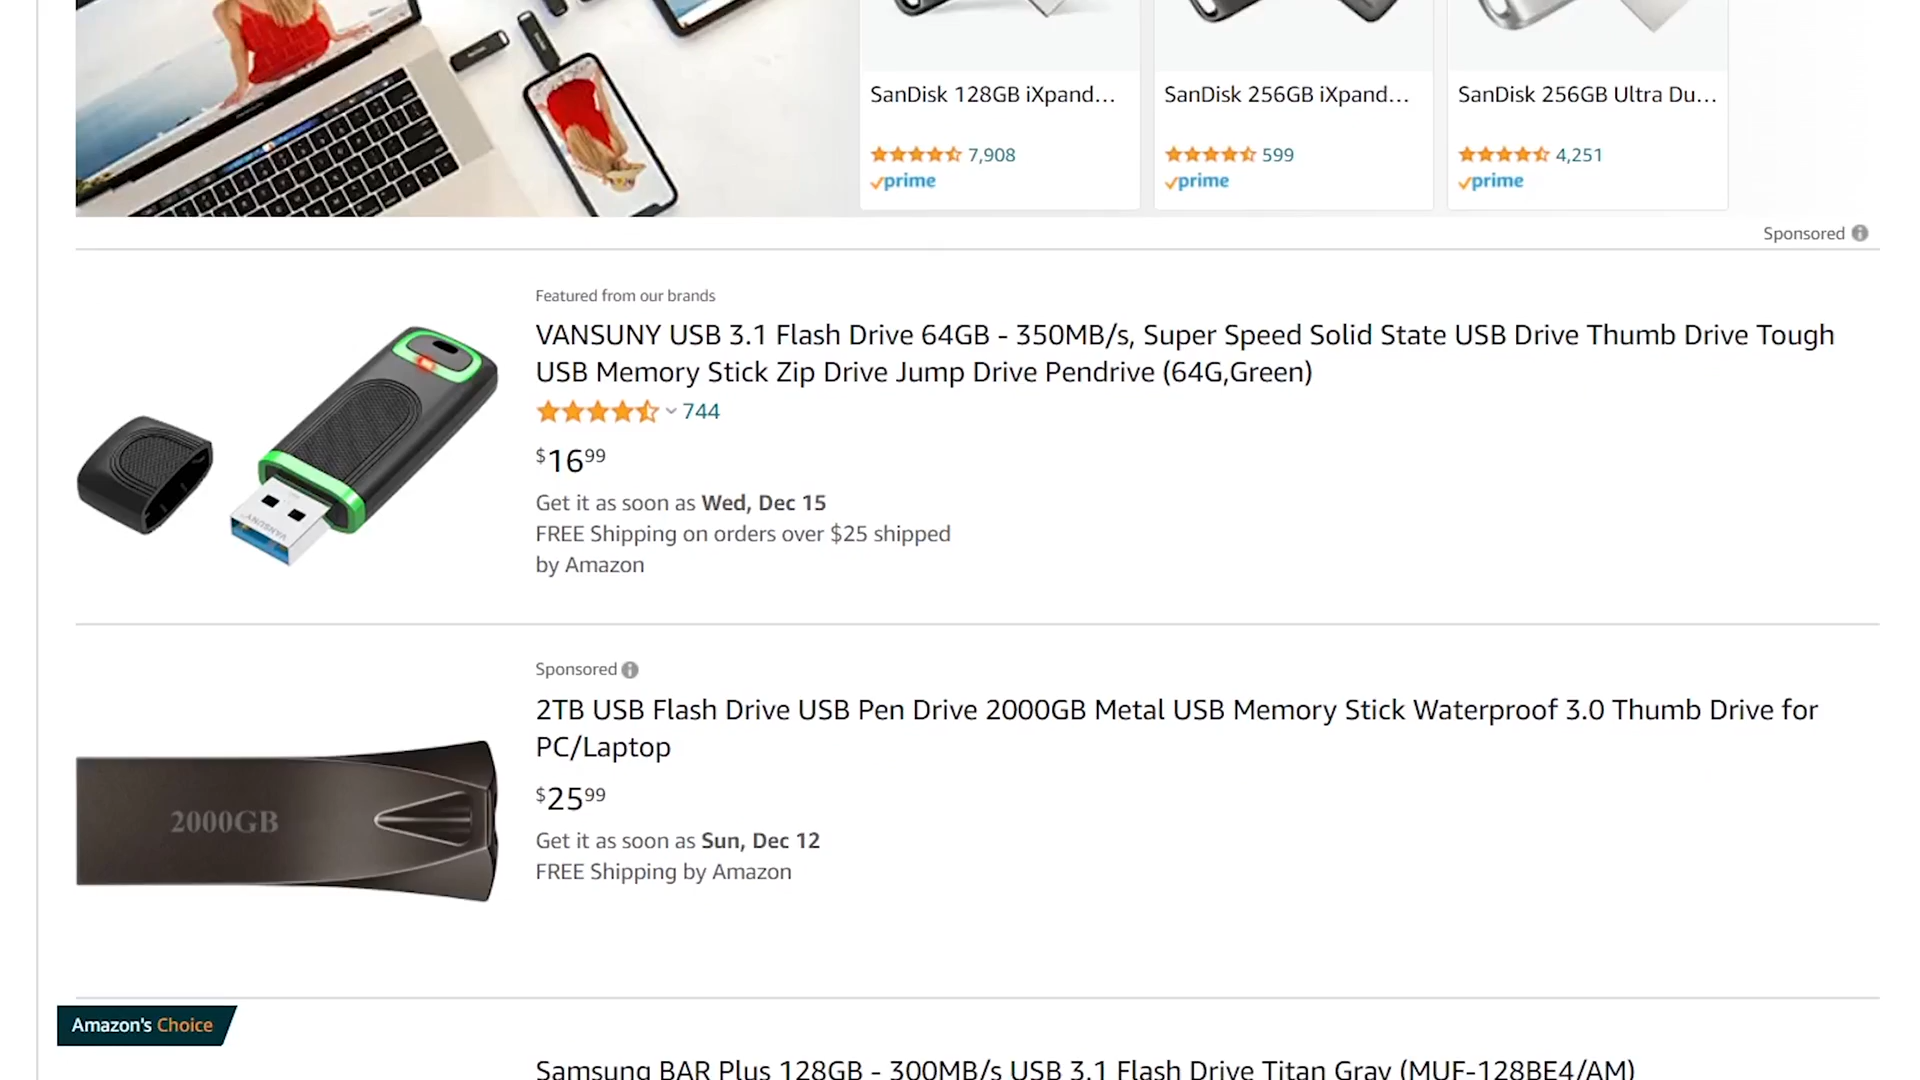 SanDisk 128GB iXpand...
SanDisk 256GB iXpand...
SanDisk 256GB Ultra Du...
7,908
599
4,251
prime
prime
prime
Sponsored
Featured from our brands
VANSUNY USB 3.1 Flash Drive 64GB - 350MB/s, Super Speed Solid State USB Drive Thumb Drive Tough
USB Memory Stick Zip Drive Jump Drive Pendrive (64G,Green)
744
$1699
Get it as soon as Wed, Dec 15
FREE Shipping on orders over $25 shipped
by Amazon
VANSUNY
Sponsored
2TB USB Flash Drive USB Pen Drive 2000GB Metal USB Memory Stick Waterproof 3.0 Thumb Drive for
PC/Laptop
$2599
Get it as soon as Sun, Dec 12
FREE Shipping by Amazon
2000GB
Amazon's Choice
Samsung BAR Plus 128GB - 300MB/s USB 3.1 Flash Drive Titan Gray (MUF-128BE4/AM)